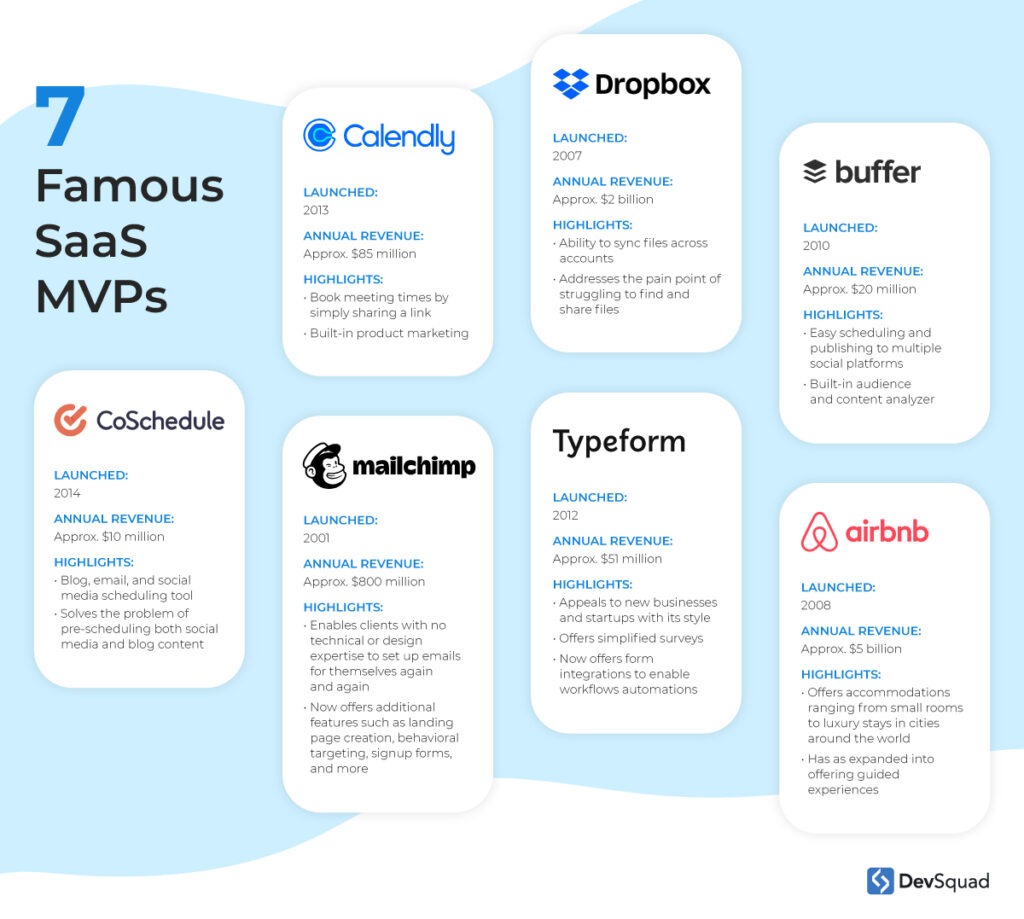 7
Famous
SaaS
MVPs
Calendly
LAUNCHED:
2013
ANNUAL REVENUE:
Approx. $85 million
HIGHLIGHTS:
· Book meeting times by
simply sharing a link
· Built-in product marketing
Dropbox
LAUNCHED:
2007
ANNUAL REVENUE:
Approx. $2 billion
HIGHLIGHTS:
· Ability to sync files across
accounts
· Addresses the pain point of
struggling to find and
share files
buffer
LAUNCHED:
2010
ANNUAL REVENUE:
Approx. $20 million
HIGHLIGHTS:
· Easy scheduling and
publishing to multiple
social platforms
· Built-in audience
and content analyzer
CoSchedule
LAUNCHED:
2014
ANNUAL REVENUE:
Approx. $10 million
HIGHLIGHTS:
· Blog, email, and social
media scheduling tool
· Solves the problem of
pre-scheduling both social
media and blog content
mailchimp
LAUNCHED:
2001
ANNUAL REVENUE:
Approx. $800 million
HIGHLIGHTS:
· Enables clients with no
technical or design
expertise to set up emails
for themselves again
and again
· Now offers additional
features such as landing
page creation, behavioral
targeting, signup forms,
and more
Typeform
LAUNCHED:
2012
ANNUAL REVENUE:
Approx. $51 million
HIGHLIGHTS:
· Appeals to new businesses
and startups with its style
· Offers simplified surveys
· Now offers form
integrations to enable
workflows automations
airbnb
LAUNCHED:
2008
ANNUAL REVENUE:
Approx. $5 billion
HIGHLIGHTS:
· Offers accommodations
ranging from small rooms
to luxury stays in cities
around the world
· Has as expanded into
offering guided
experiences
DevSquad